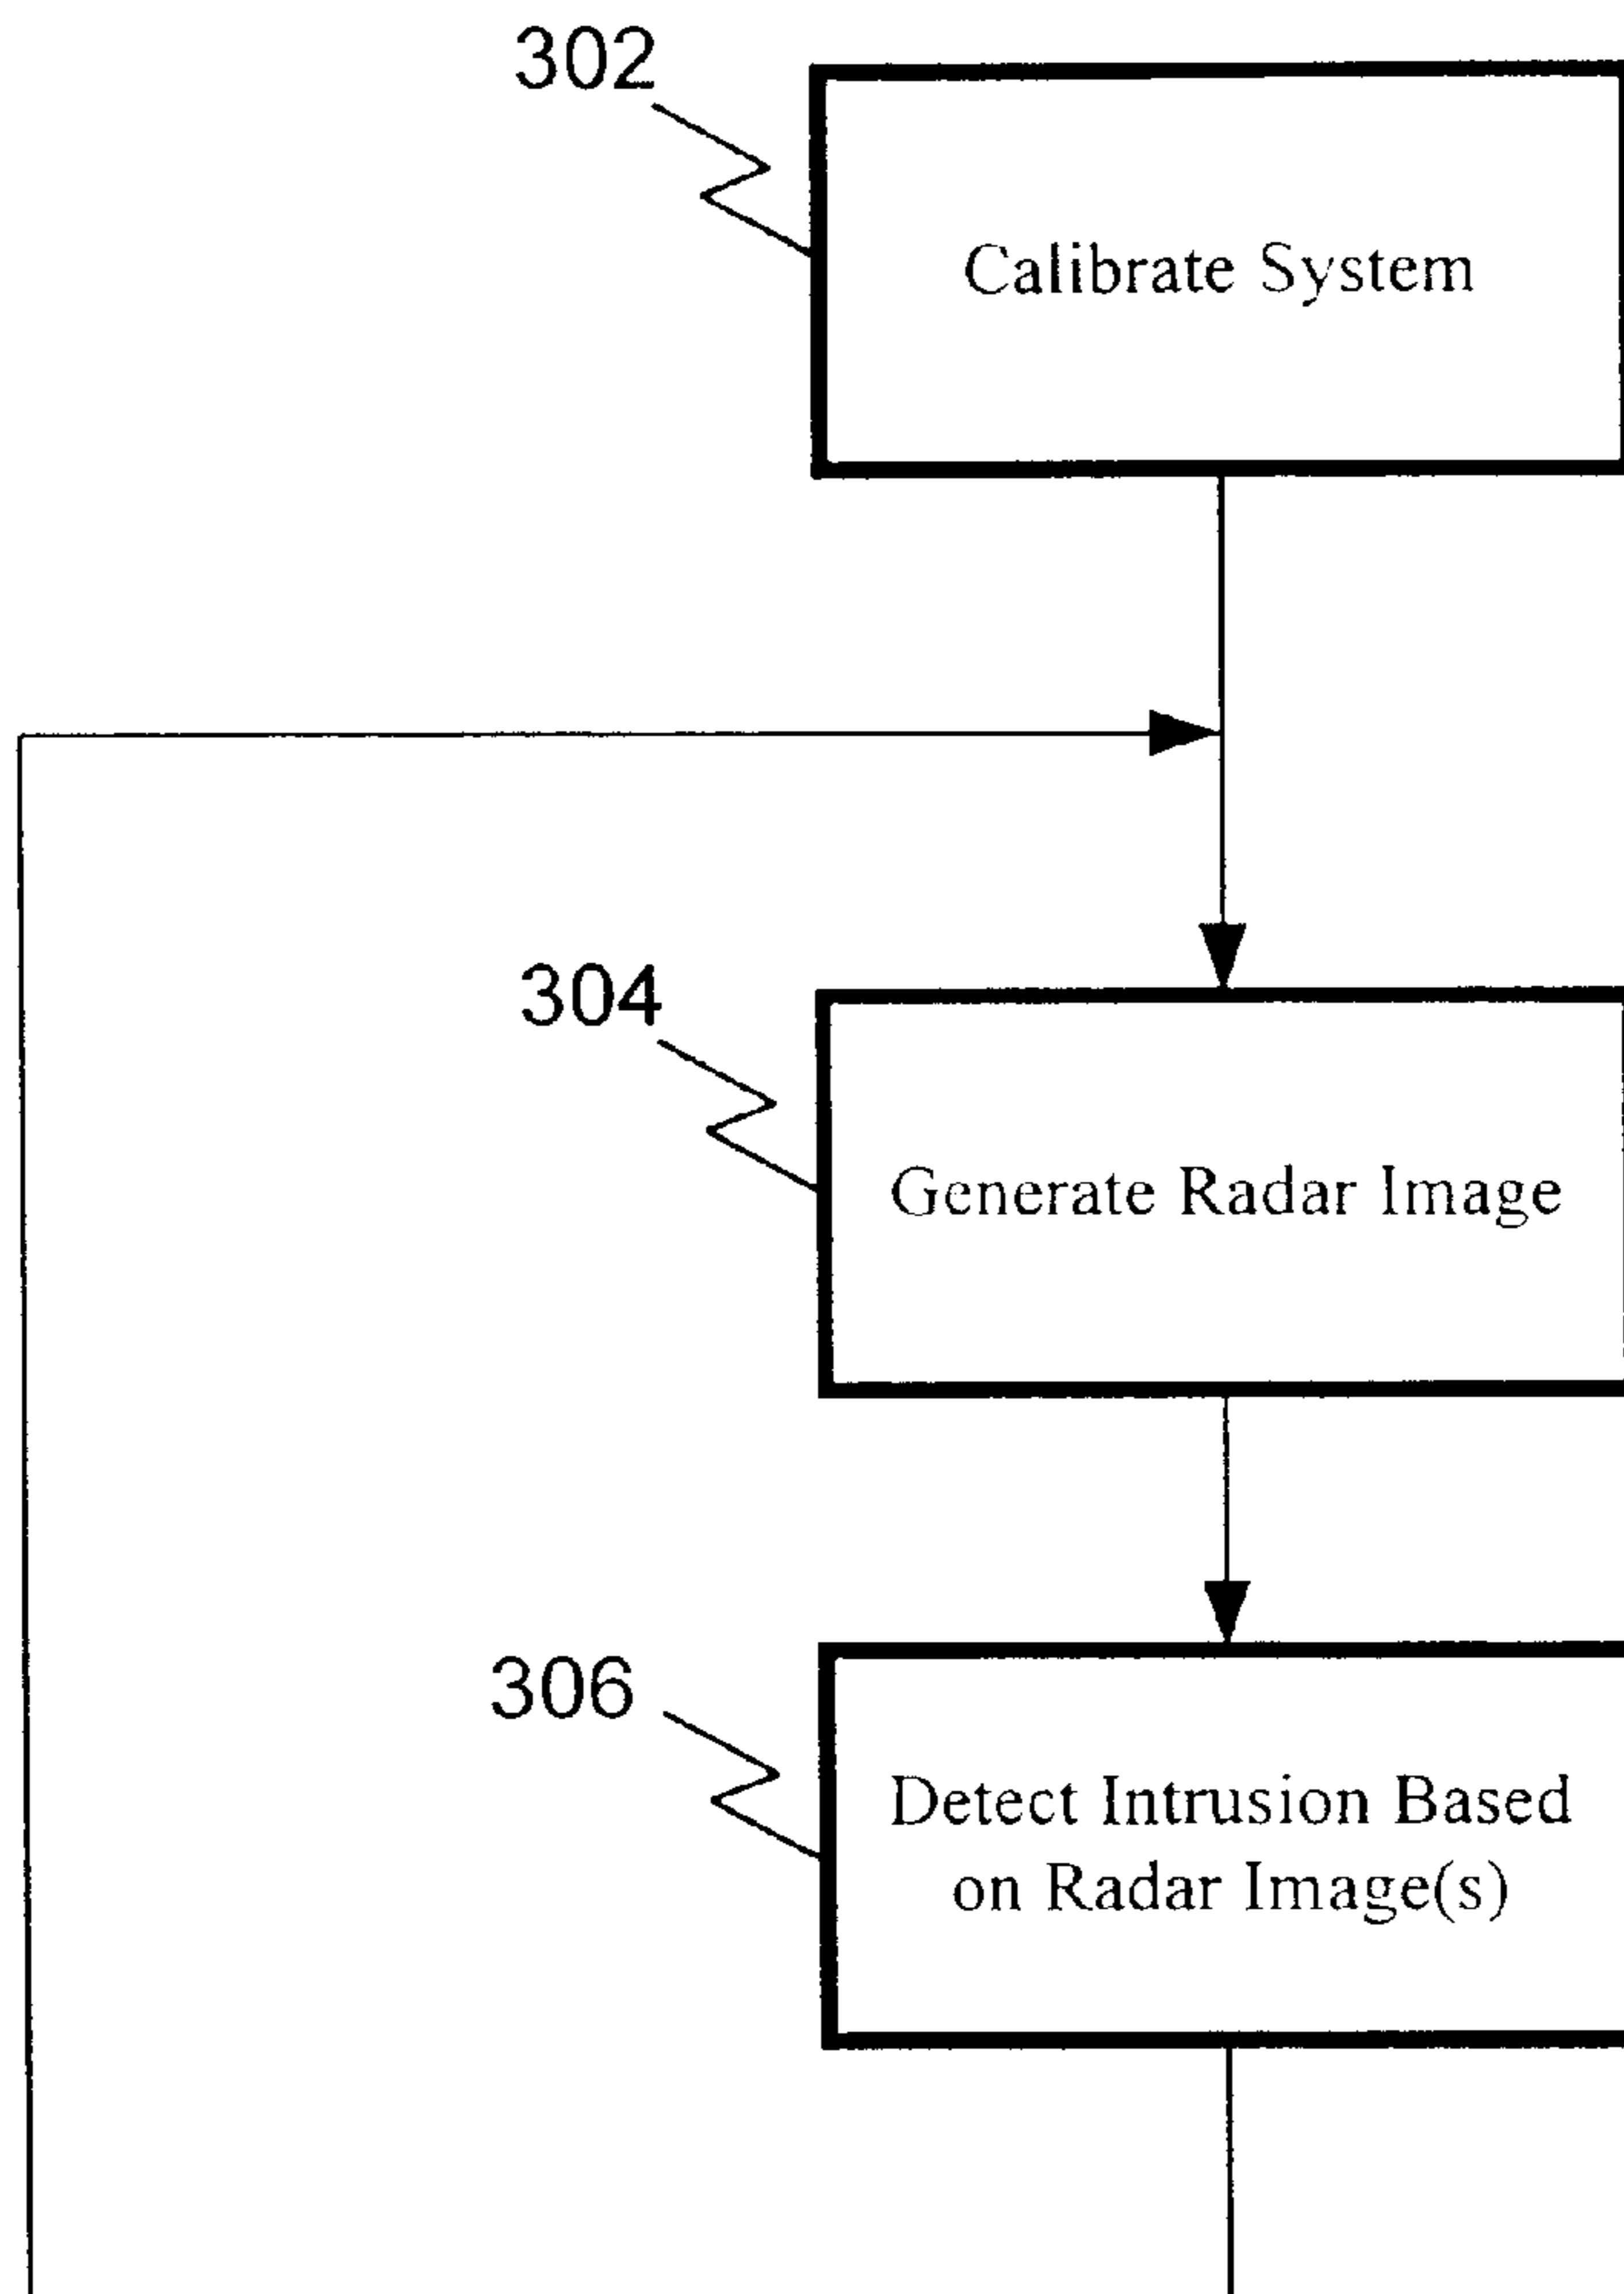 302
Calibrate System
304
Generate Radar Image
306
Detect Intrusion Based
on Radar Image(s)